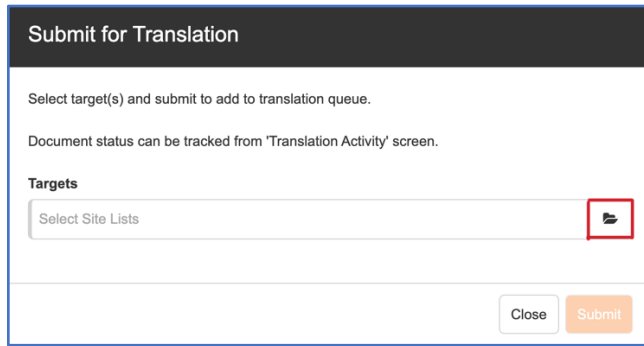 Submit for Translation
Select target(s) and submit to add to translation queue.
Document status can be tracked from 'Translation Activity' screen.
Targets
Select Site Lists
Close Submit